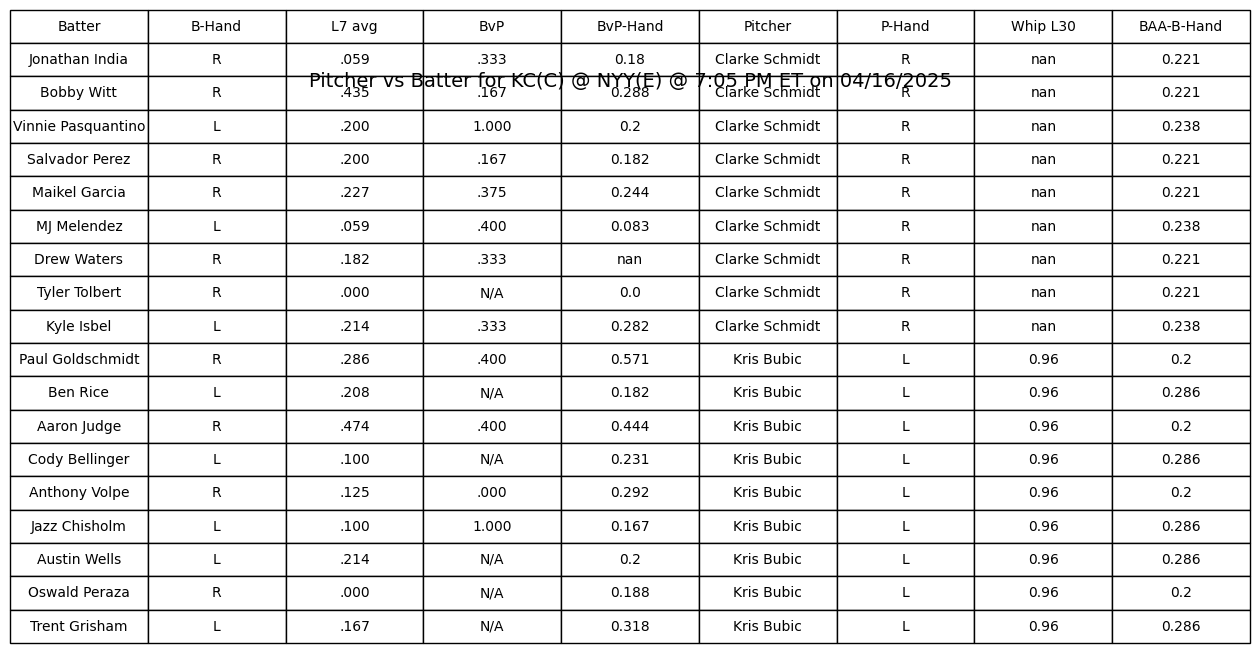 Batter B-Hand L7 avg BvP BvP-Hand Pitcher P-Hand Whip L30 BAA-B-Hand
Jonathan India R .059 .333 0.18 Clarke Schmidt R nan 0.221
Pitcher vs Batter for KC(C) @ NYY(E) @ 7:05 PM ET on 04/16/2025
Bobby Witt R .435 .167 0.288 Clarke Schmidt R nan 0.221
Vinnie Pasquantino L .200 1.000 0.2 Clarke Schmidt R nan 0.238
Salvador Perez R .200 .167 0.182 Clarke Schmidt R nan 0.221
Maikel Garcia R .227 .375 0.244 Clarke Schmidt R nan 0.221
MJ Melendez L .059 .400 0.083 Clarke Schmidt R nan 0.238
Drew Waters R .182 .333 nan Clarke Schmidt R nan 0.221
Tyler Tolbert R .000 N/A 0.0 Clarke Schmidt R nan 0.221
Kyle Isbel L .214 .333 0.282 Clarke Schmidt R nan 0.238
Paul Goldschmidt R .286 .400 0.571 Kris Bubic L 0.96 0.2
Ben Rice L .208 N/A 0.182 Kris Bubic L 0.96 0.286
Aaron Judge R .474 .400 0.444 Kris Bubic L 0.96 0.2
Cody Bellinger L .100 N/A 0.231 Kris Bubic L 0.96 0.286
Anthony Volpe R .125 .000 0.292 Kris Bubic L 0.96 0.2
Jazz Chisholm L .100 1.000 0.167 Kris Bubic L 0.96 0.286
Austin Wells L .214 N/A 0.2 Kris Bubic L 0.96 0.286
Oswald Peraza R .000 N/A 0.188 Kris Bubic L 0.96 0.2
Trent Grisham L .167 N/A 0.318 Kris Bubic L 0.96 0.286